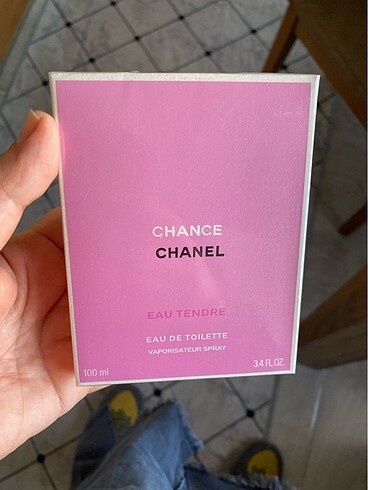 CHANCE
CHANEL
EAU TENDRE
EAU DE TOILETTE
VAPORISATEUR SPRAY
100 ml
3.4 FL.OZ